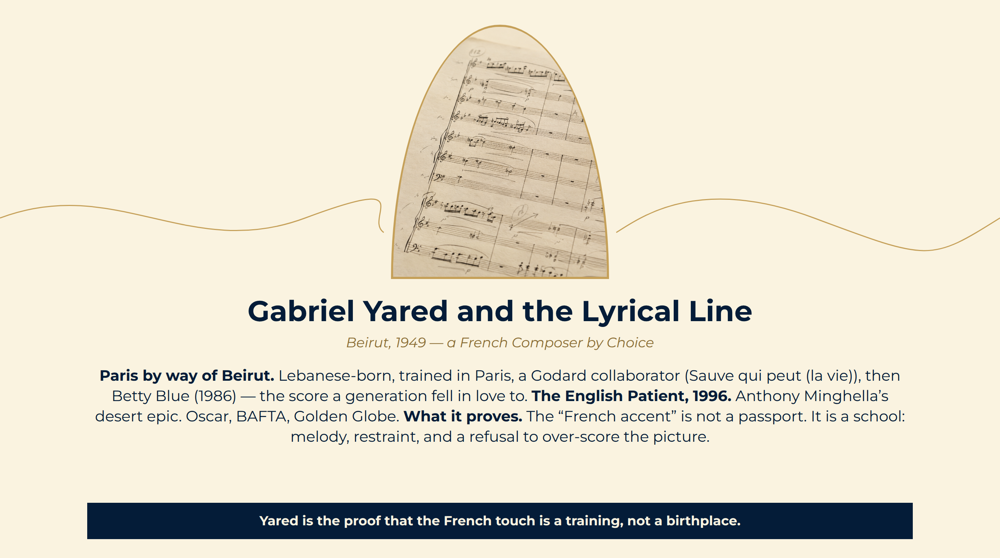 112
Gabriel Yared and the Lyrical Line
Beirut, 1949 — a French Composer by Choice
Paris by way of Beirut. Lebanese-born, trained in Paris, a Godard collaborator (Sauve qui peut (la vie)), then
Betty Blue (1986) — the score a generation fell in love to. The English Patient, 1996. Anthony Minghella’s
desert epic. Oscar, BAFTA, Golden Globe. What it proves. The “French accent” is not a passport. It is a school:
melody, restraint, and a refusal to over-score the picture.
Yared is the proof that the French touch is a training, not a birthplace.